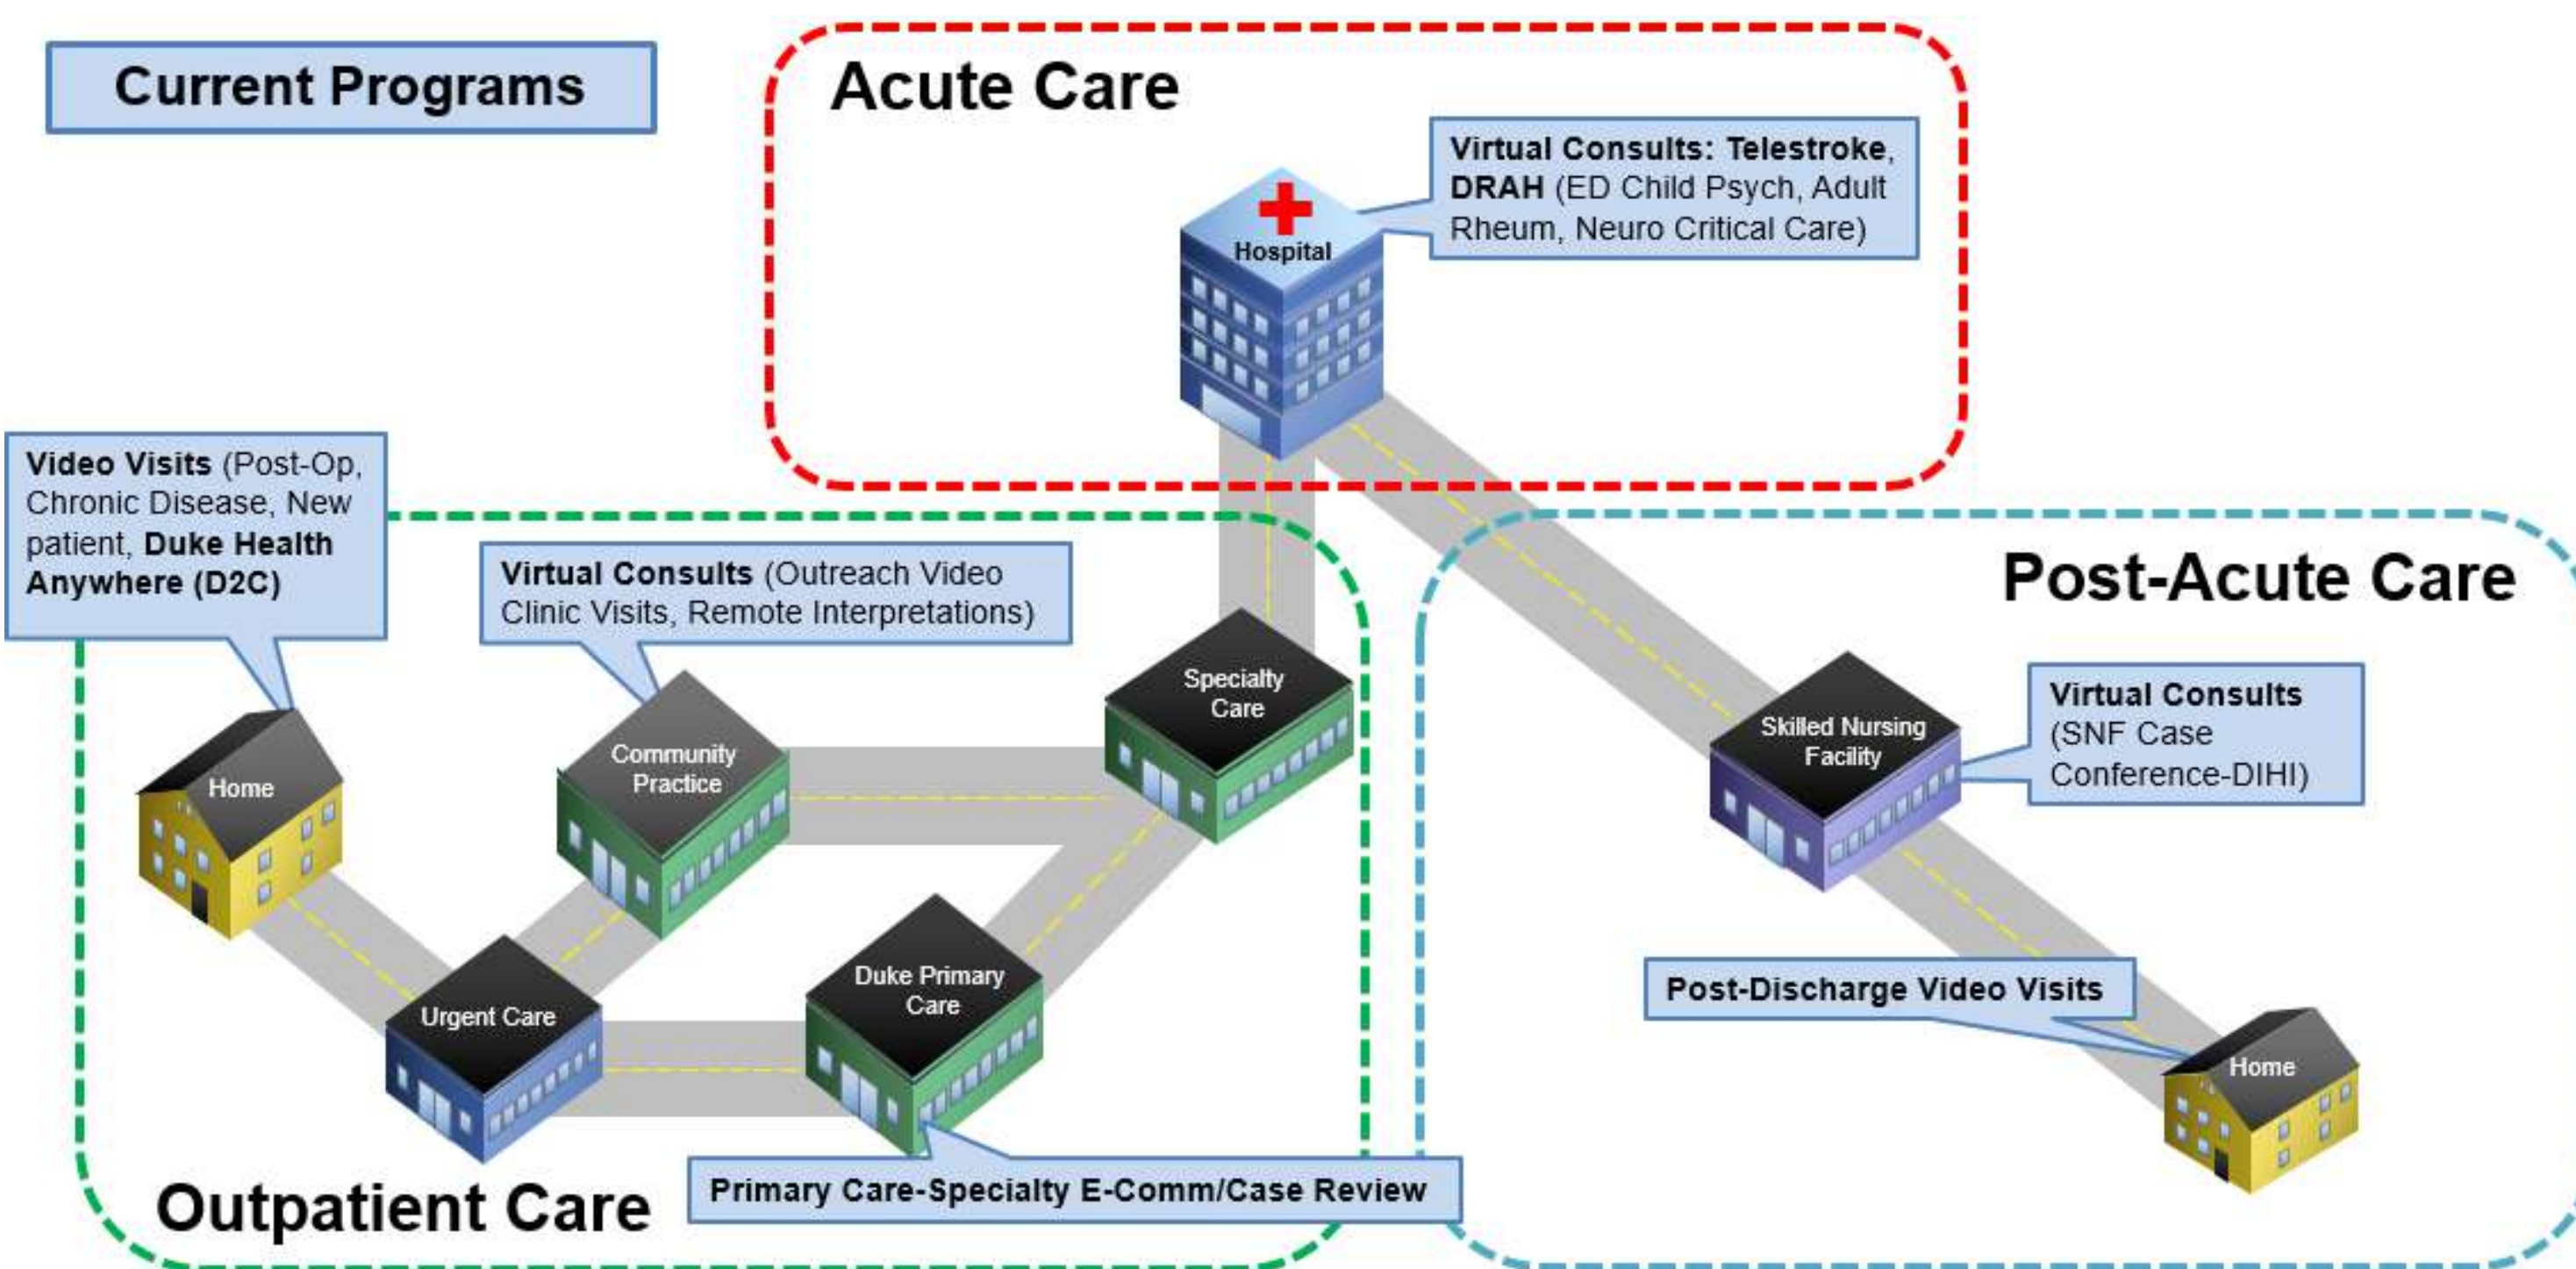 Current Programs
Acute Care
Virtual Consults: Telestroke,
DRAH (ED Child Psych, Adult
Rheum, Neuro Critical Care)
Hospital
Video Visits (Post-Op,
Chronic Disease, New
patient, Duke Health
Anywhere (D2C)
Virtual Consults (Outreach Video
Clinic Visits, Remote Interpretations)
Home
Community
Practice
Specialty
Care
Urgent Care
Duke Primary
Care
Primary Care-Specialty E-Comm/Case Review
Outpatient Care
Post-Acute Care
Skilled Nursing
Facility
Virtual Consults
(SNF Case
Conference-DIHI)
Post-Discharge Video Visits
Home